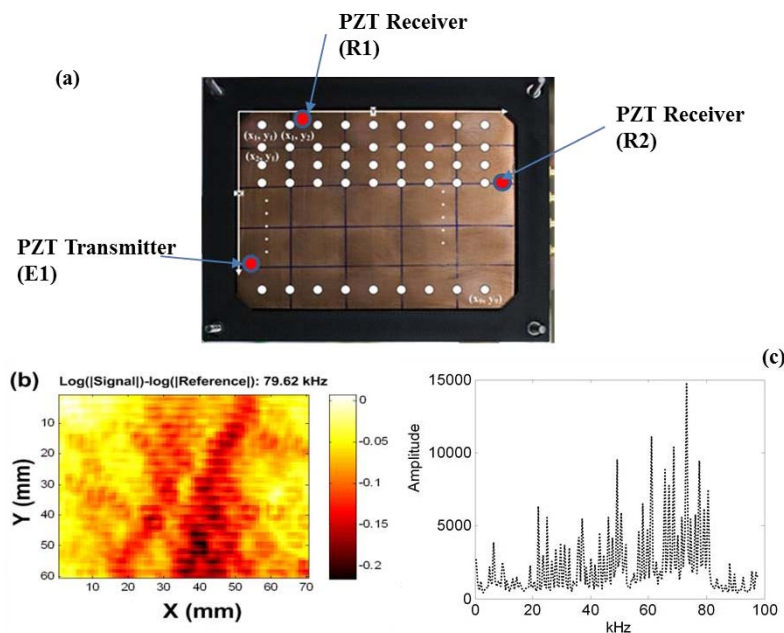 PZT Receiver
(R1)
(a)
PZT Receiver
(R2)
(x₁, y₁) (x₁, y₂)
(x₂, y₁)
PZT Transmitter
(E1)
(x₉, y₉)
(b)
Log(|Signal|)-log(|Reference|): 79.62 kHz
0
-0.05
-0.1
-0.15
-0.2
10
20
30
40
50
60
Y (mm)
10 20 30 40 50 60 70
X (mm)
(c)
15000
10000
5000
0
Amplitude
0 20 40 60 80 100
kHz